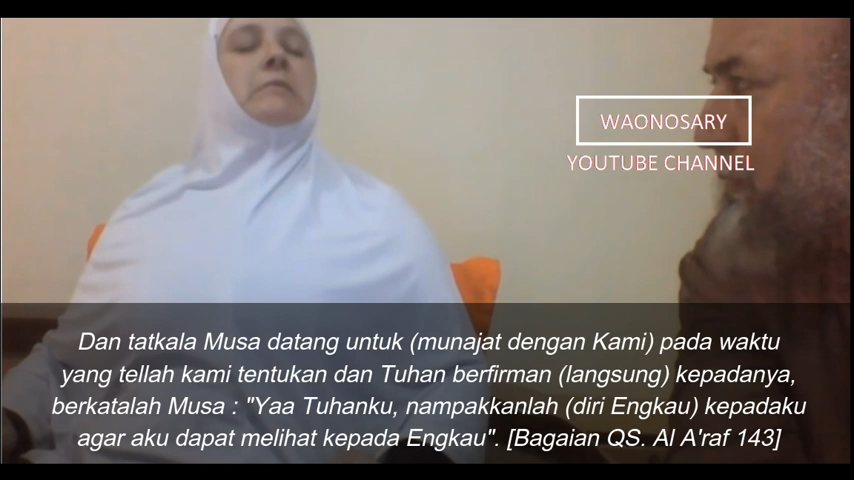 WAONOSARY
YOUTUBE CHANNEL
Dan tatkala Musa datang untuk (munajat dengan Kami) pada waktu
yang tellah kami tentukan dan Tuhan berfirman (langsung) kepadanya,
berkatalah Musa : "Yaa Tuhanku, nampakkanlah (diri Engkau) kepadaku
agar aku dapat melihat kepada Engkau". [Bagaian QS. Al A'raf 143]